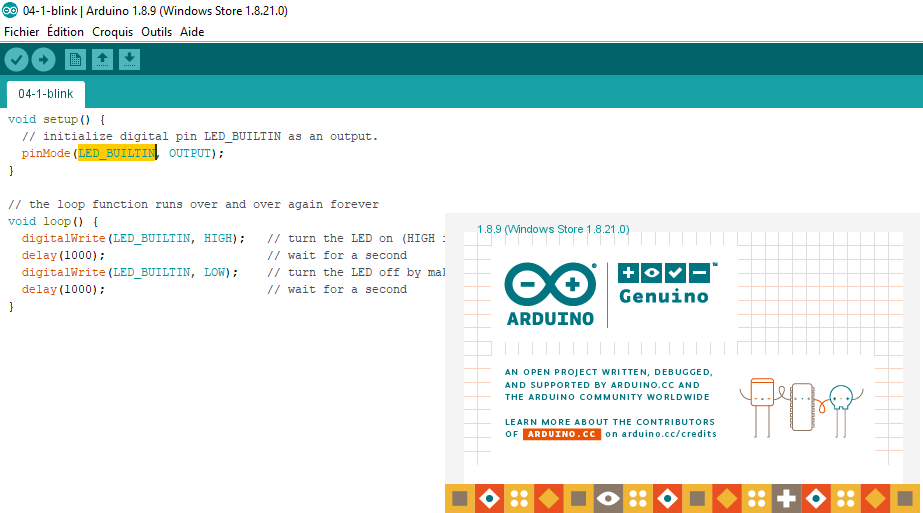 04-1-blink | Arduino 1.8.9 (Windows Store 1.8.21.0)
Fichier Édition Croquis Outils Aide
04-1-blink
void setup() {
// initialize digital pin LED_BUILTIN as an output.
pinMode(LED_BUILTIN, OUTPUT);
}
// the loop function runs over and over again forever
void loop() {
digitalWrite(LED_BUILTIN, HIGH); // turn the LED on (HIGH
delay(1000); // wait for a second
digitalWrite(LED_BUILTIN, LOW); // turn the LED off by
delay(1000); // wait for a second
}
1.8.9 (Windows Store 1.8.21.0)
ARDUINO
Genuino
™
AN OPEN PROJECT WRITTEN, DEBUGGED,
AND SUPPORTED BY ARDUINO.CC AND
THE ARDUINO COMMUNITY WORLDWIDE
LEARN MORE ABOUT THE CONTRIBUTORS
OF ARDUINO.CC on arduino.cc/credits